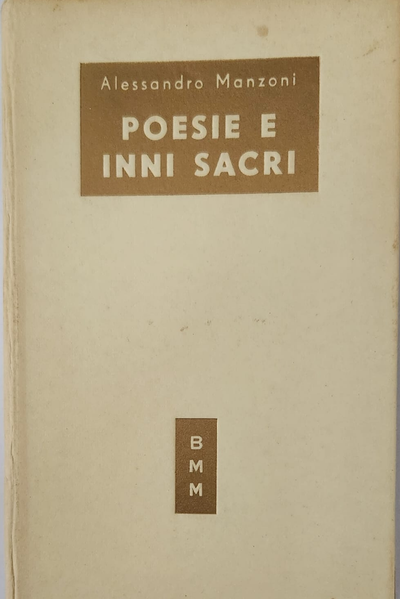 Alessandro Manzoni
POESIE E
INNI SACRI
B
M
M